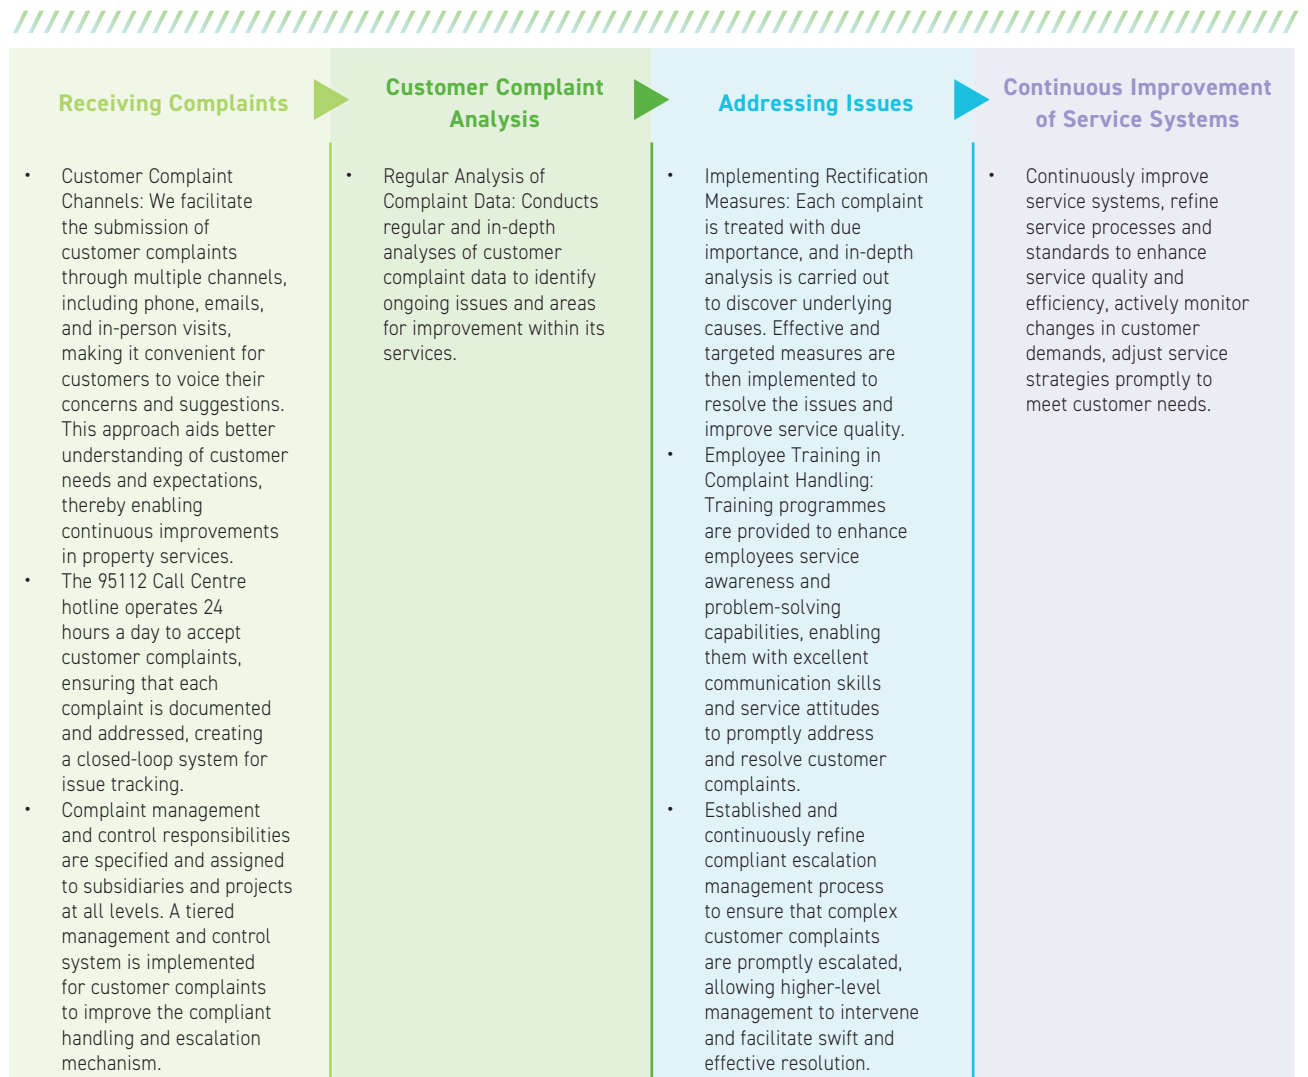 Receiving Complaints
• Customer Complaint
Channels: We facilitate
the submission of
customer complaints
through multiple channels,
including phone, emails,
and in-person visits,
making it convenient for
customers to voice their
concerns and suggestions.
This approach aids better
understanding of customer
needs and expectations,
thereby enabling
continuous improvements
in property services.
• The 95112 Call Centre
hotline operates 24
hours a day to accept
customer complaints,
ensuring that each
complaint is documented
and addressed, creating
a closed-loop system for
issue tracking.
• Complaint management
and control responsibilities
are specified and assigned
to subsidiaries and projects
at all levels. A tiered
management and control
system is implemented
for customer complaints
to improve the compliant
handling and escalation
mechanism.
Customer Complaint
Analysis
• Regular Analysis of
Complaint Data: Conducts
regular and in-depth
analyses of customer
complaint data to identify
ongoing issues and areas
for improvement within its
services.
Addressing Issues
• Implementing Rectification
Measures: Each complaint
is treated with due
importance, and in-depth
analysis is carried out
to discover underlying
causes. Effective and
targeted measures are
then implemented to
resolve the issues and
improve service quality.
• Employee Training in
Complaint Handling:
Training programmes
are provided to enhance
employees service
awareness and
problem-solving
capabilities, enabling
them with excellent
communication skills
and service attitudes
to promptly address
and resolve customer
complaints.
• Established and
continuously refine
compliant escalation
management process
to ensure that complex
customer complaints
are promptly escalated,
allowing higher-level
management to intervene
and facilitate swift and
effective resolution.
Continuous Improvement
of Service Systems
• Continuously improve
service systems, refine
service processes and
standards to enhance
service quality and
efficiency, actively monitor
changes in customer
demands, adjust service
strategies promptly to
meet customer needs.